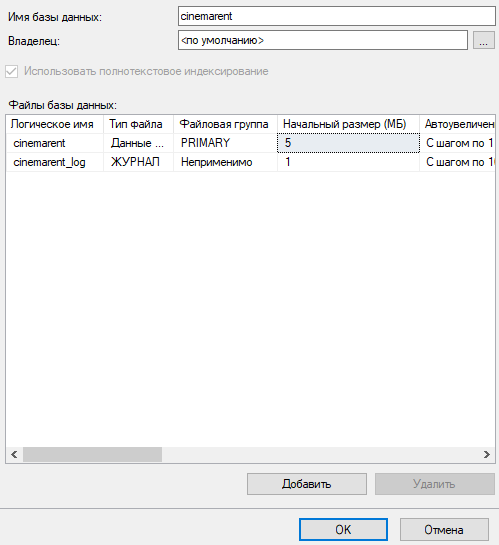 Имя базы данных: cinemarent
Владелец: <по умолчанию> ...
Использовать полнотекстовое индексирование
Файлы базы данных:
Логическое имя Тип файла Файловая группа Начальный размер (МБ) Автоувеличен
cinemarent Данные ... PRIMARY 5 С шагом по 1
cinemarent_log ЖУРНАЛ Неприменимо 1 С шагом по 10
Добавить Удалить
OK Отмена